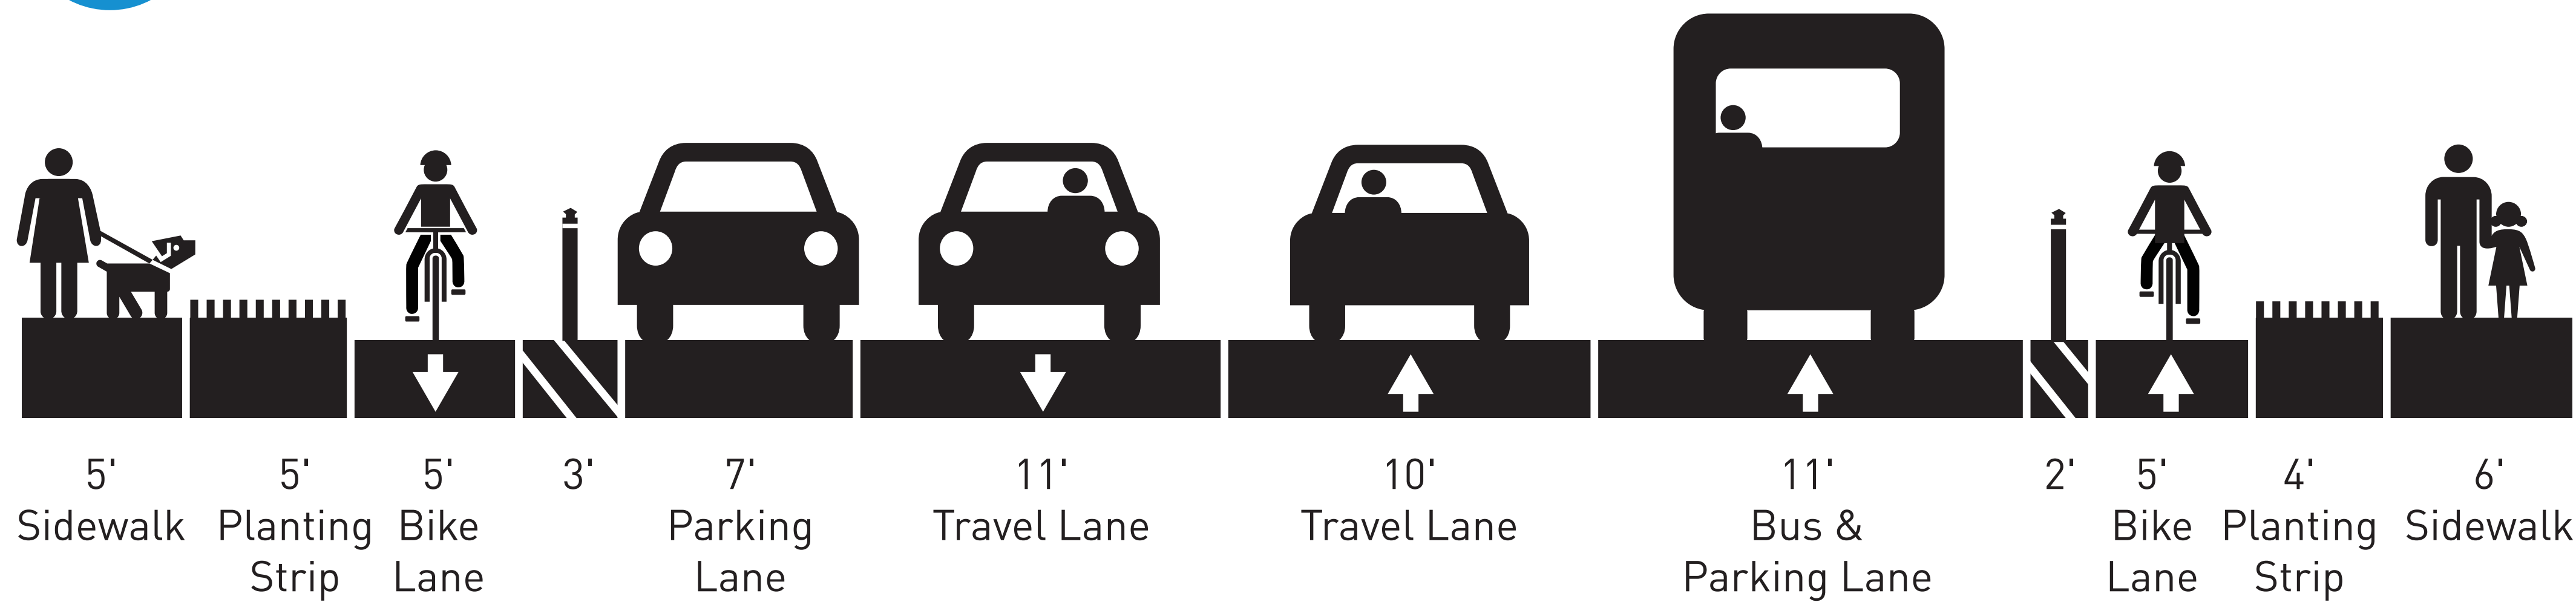 5' 5' 5' 3' 7' 11' 10' 11' 2' 5' 4' 6'
Sidewalk Planting Bike Parking Travel Lane Travel Lane Bus & Bike Planting Sidewalk
Strip Lane Lane Parking Lane Lane Strip